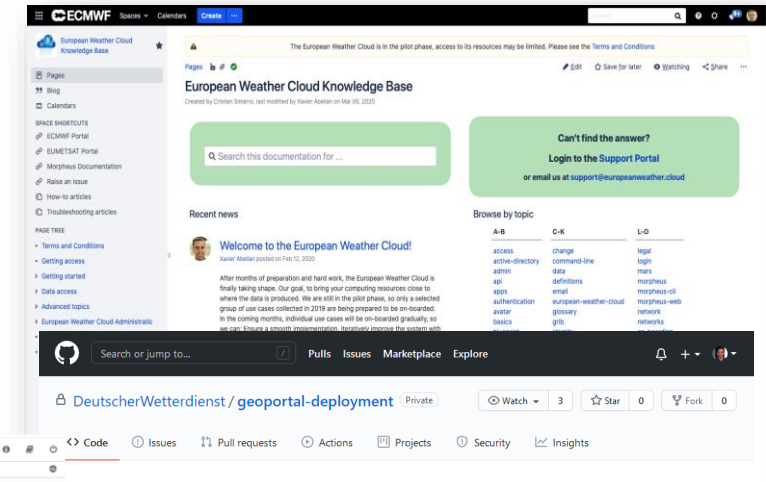 ECMWF Spaces Calendars Create ...
European Weather Cloud
Knowledge Base
The European Weather Cloud is in the pilot phase, access to its resources may be limited. Please see the Terms and Conditions
Pages
Edit Save for later Watching Share ...
European Weather Cloud Knowledge Base
Created by Cristian Simarro, last modified by Xavier Abellan on Mar 05, 2020
Pages
Blog
Calendars
SPACE SHORTCUTS
ECMWF Portal
EUMETSAT Portal
Morpheus Documentation
Raise an issue
How-to articles
Troubleshooting articles
PAGE TREE
Terms and Conditions
Getting access
Getting started
Data access
Advanced topics
European Weather Cloud Administratio
Search this documentation for ...
Can't find the answer?
Login to the Support Portal
or email us at support@europeanweather.cloud
Recent news
Welcome to the European Weather Cloud!
Xavier Abellan posted on Feb 12, 2020
After months of preparation and hard work, the European Weather Cloud is
finally taking shape. Our goal, to bring your computing resources close to
where the data is produced. We are still in the pilot phase, so only a selected
group of use cases collected in 2019 are being prepared to be on-boarded.
In the coming months, individual use cases will be on-boarded gradually, so
we can: Ensure a smooth implementation, Iteratively improve the system with
Browse by topic
A-B C-K L-O
access change legal
active-directory command-line login
admin data mars
api definitions morpheus
apps email morpheus-cli
authentication european-weather-cloud morpheus-web
avatar glossary network
basics grib networks
Search or jump to... / Pulls Issues Marketplace Explore
DeutscherWetterdienst / geoportal-deployment Private Watch 3 Star 0 Fork 0
Code Issues Pull requests Actions Projects Security Insights